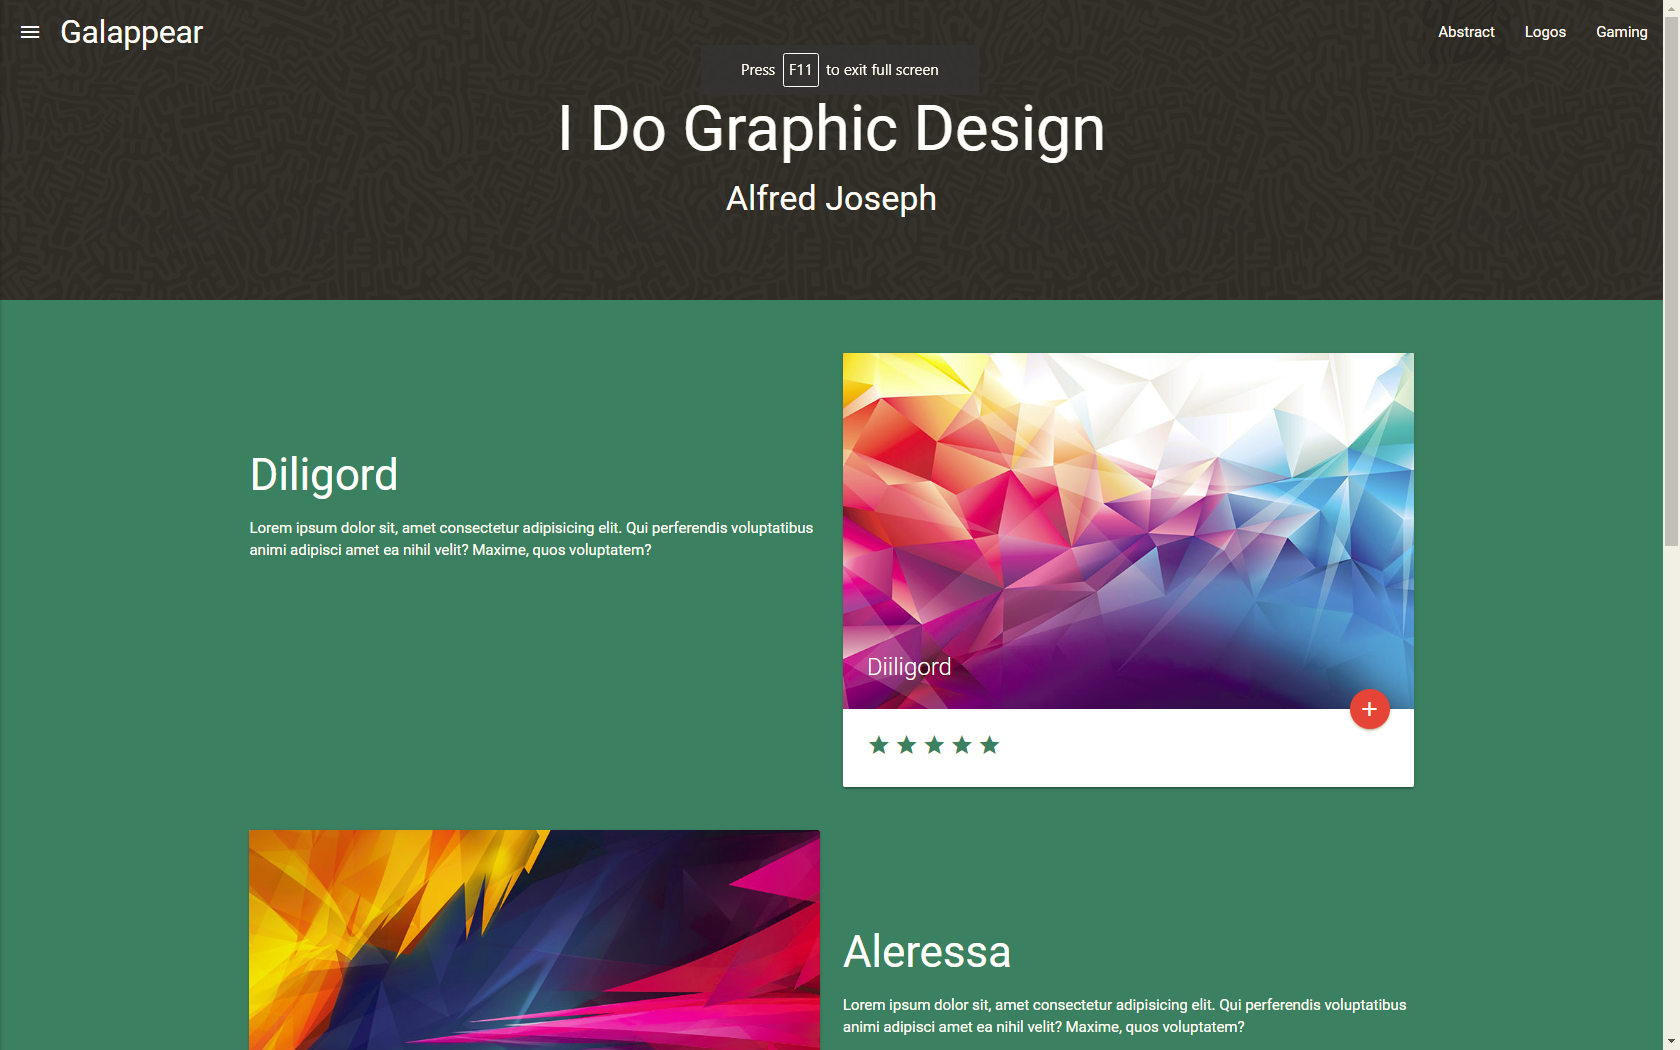 Galappear
Abstract Logos Gaming
Press F11 to exit full screen
I Do Graphic Design
Alfred Joseph
Diligord
Lorem ipsum dolor sit, amet consectetur adipisicing elit. Qui perferendis voluptatibus
animi adipisci amet ea nihil velit? Maxime, quos voluptatem?
Diiligord
Aleressa
Lorem ipsum dolor sit, amet consectetur adipisicing elit. Qui perferendis voluptatibus
animi adipisci amet ea nihil velit? Maxime, quos voluptatem?